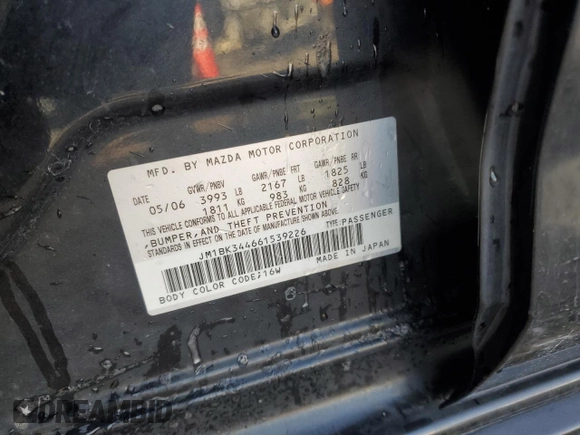 MFD. BY MAZDA MOTOR CORPORATION
DATE GVWR/PNBV GAWR/PNBE FRT GAWR/PNBE RR
05/06 3993 LB 2167 LB 1825 LB
1811 KG 983 KG 828 KG
THIS VEHICLE CONFORMS TO ALL APPLICABLE FEDERAL MOTOR VEHICLE SAFETY
,BUMPER,AND THEFT PREVENTION
STANDARDS IN EFFECT ON THE DATE OF MANUFACTURE SHOWN ABOVE.
JM1BK344661539226 TYPE:PASSENGER
MADE IN JAPAN
BODY COLOR CODE/16W
DREAMBID